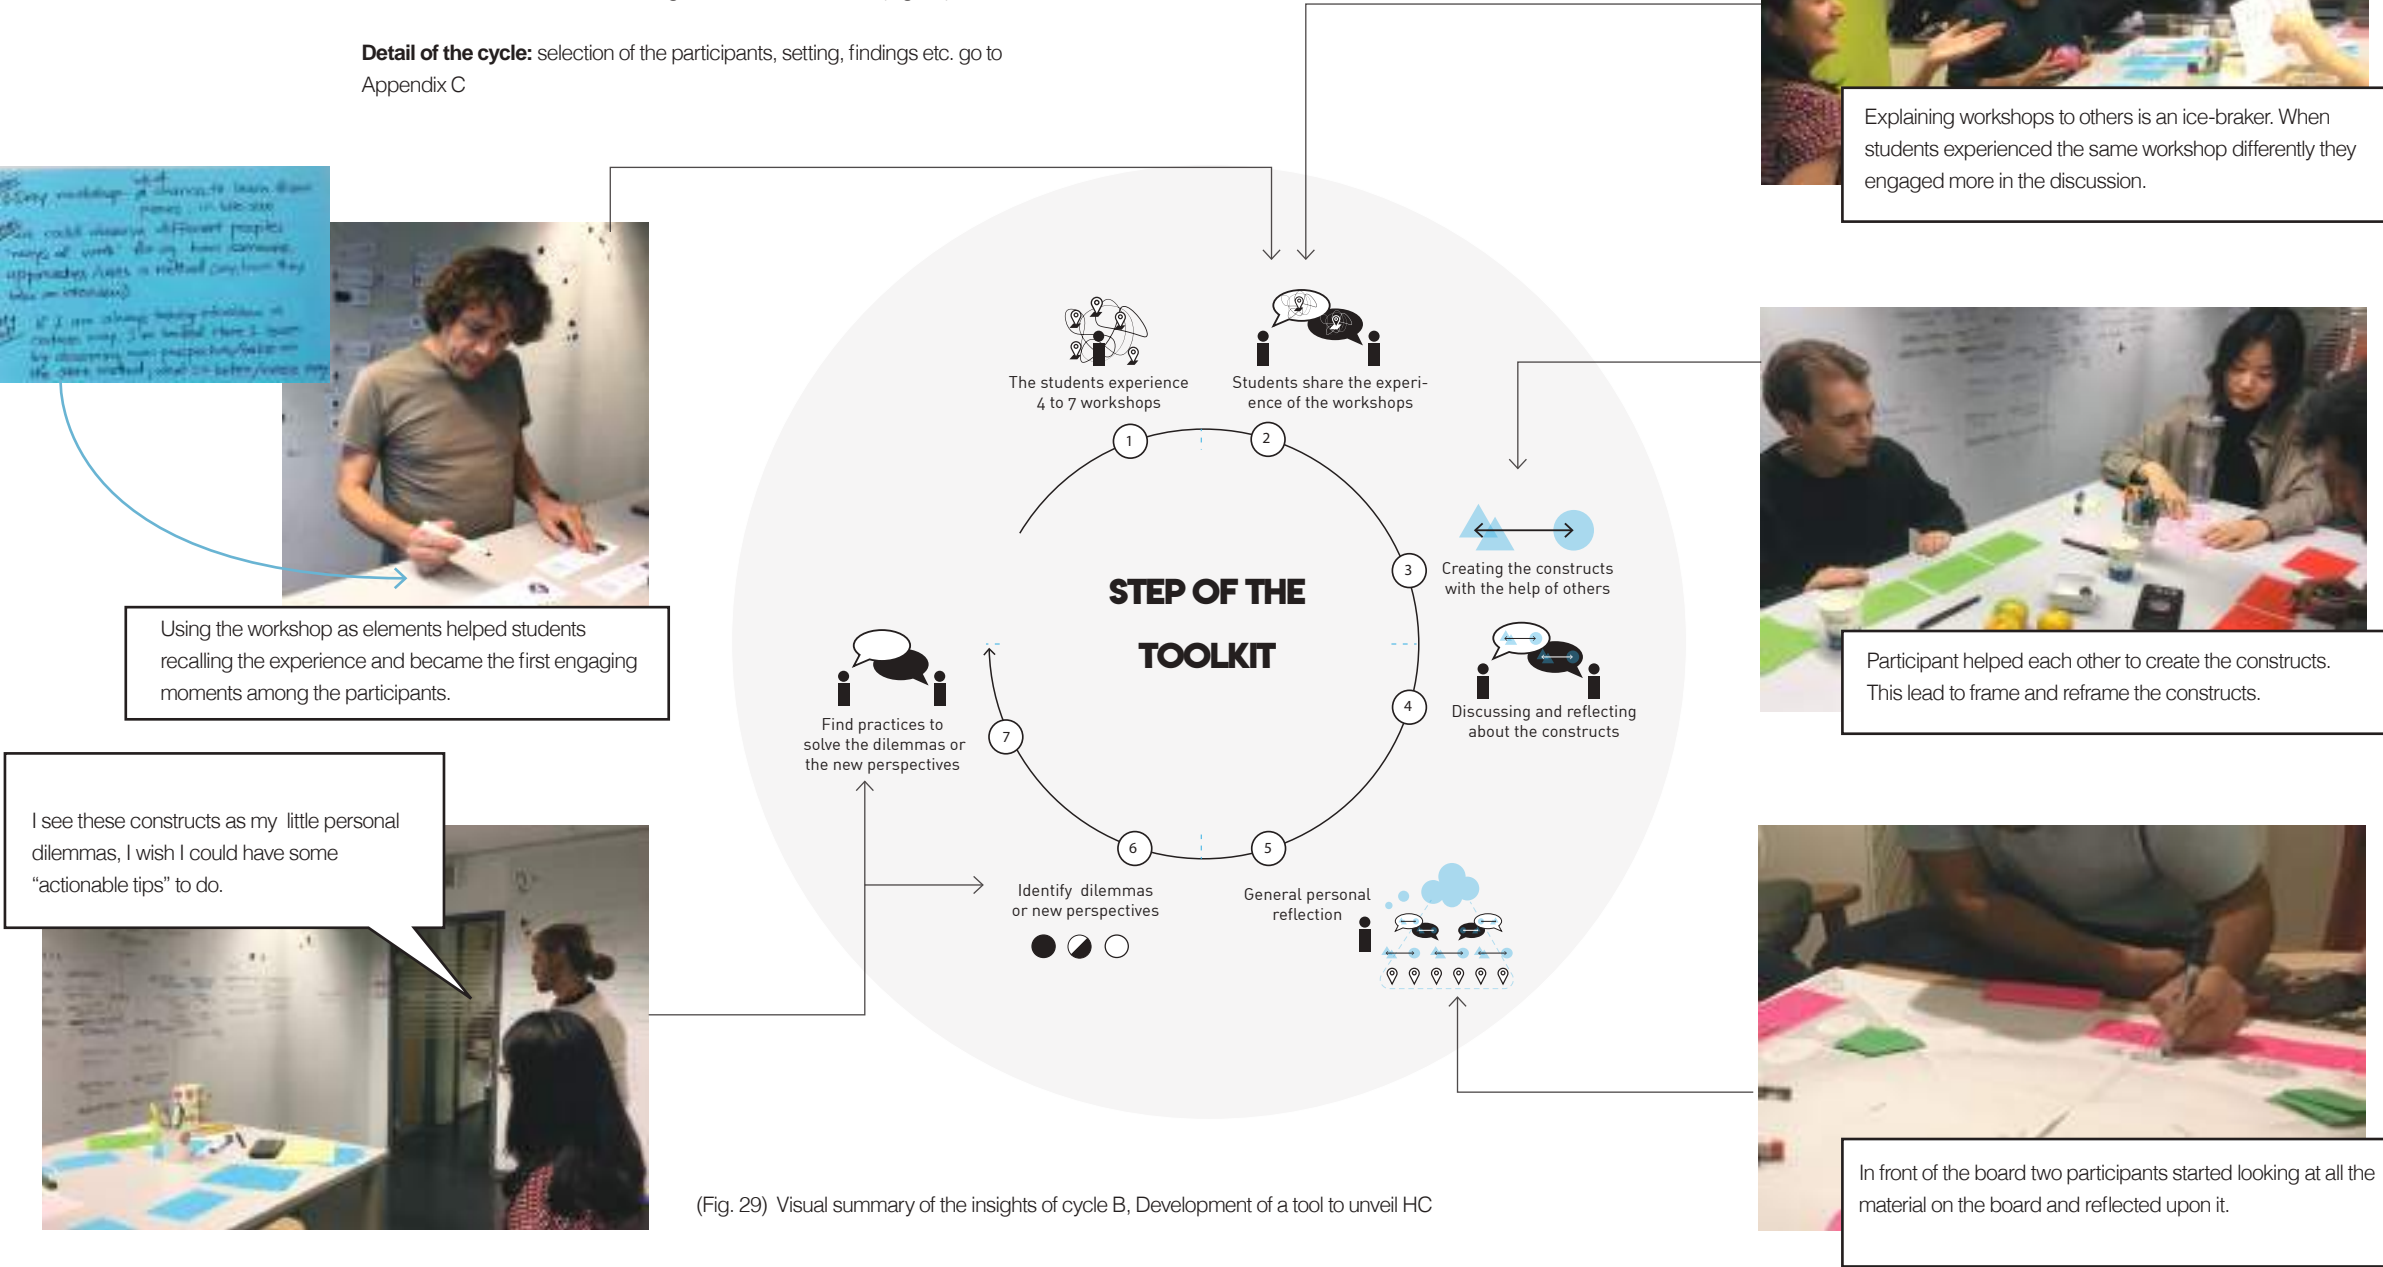 Detail of the cycle: selection of the participants, setting, findings etc. go to
Appendix C
Explaining workshops to others is an ice-braker. When
students experienced the same workshop differently they
engaged more in the discussion.
The students experience
4 to 7 workshops
Students share the experi-
ence of the workshops
1
2
3
Creating the constructs
with the help of others
STEP OF THE
TOOLKIT
4
Discussing and reflecting
about the constructs
Find practices to
solve the dilemmas or
the new perspectives
7
6
5
Identify dilemmas
or new perspectives
General personal
reflection
Using the workshop as elements helped students
recalling the experience and became the first engaging
moments among the participants.
Participant helped each other to create the constructs.
This lead to frame and reframe the constructs.
I see these constructs as my little personal
dilemmas, I wish I could have some
“actionable tips” to do.
In front of the board two participants started looking at all the
material on the board and reflected upon it.
(Fig. 29) Visual summary of the insights of cycle B, Development of a tool to unveil HC